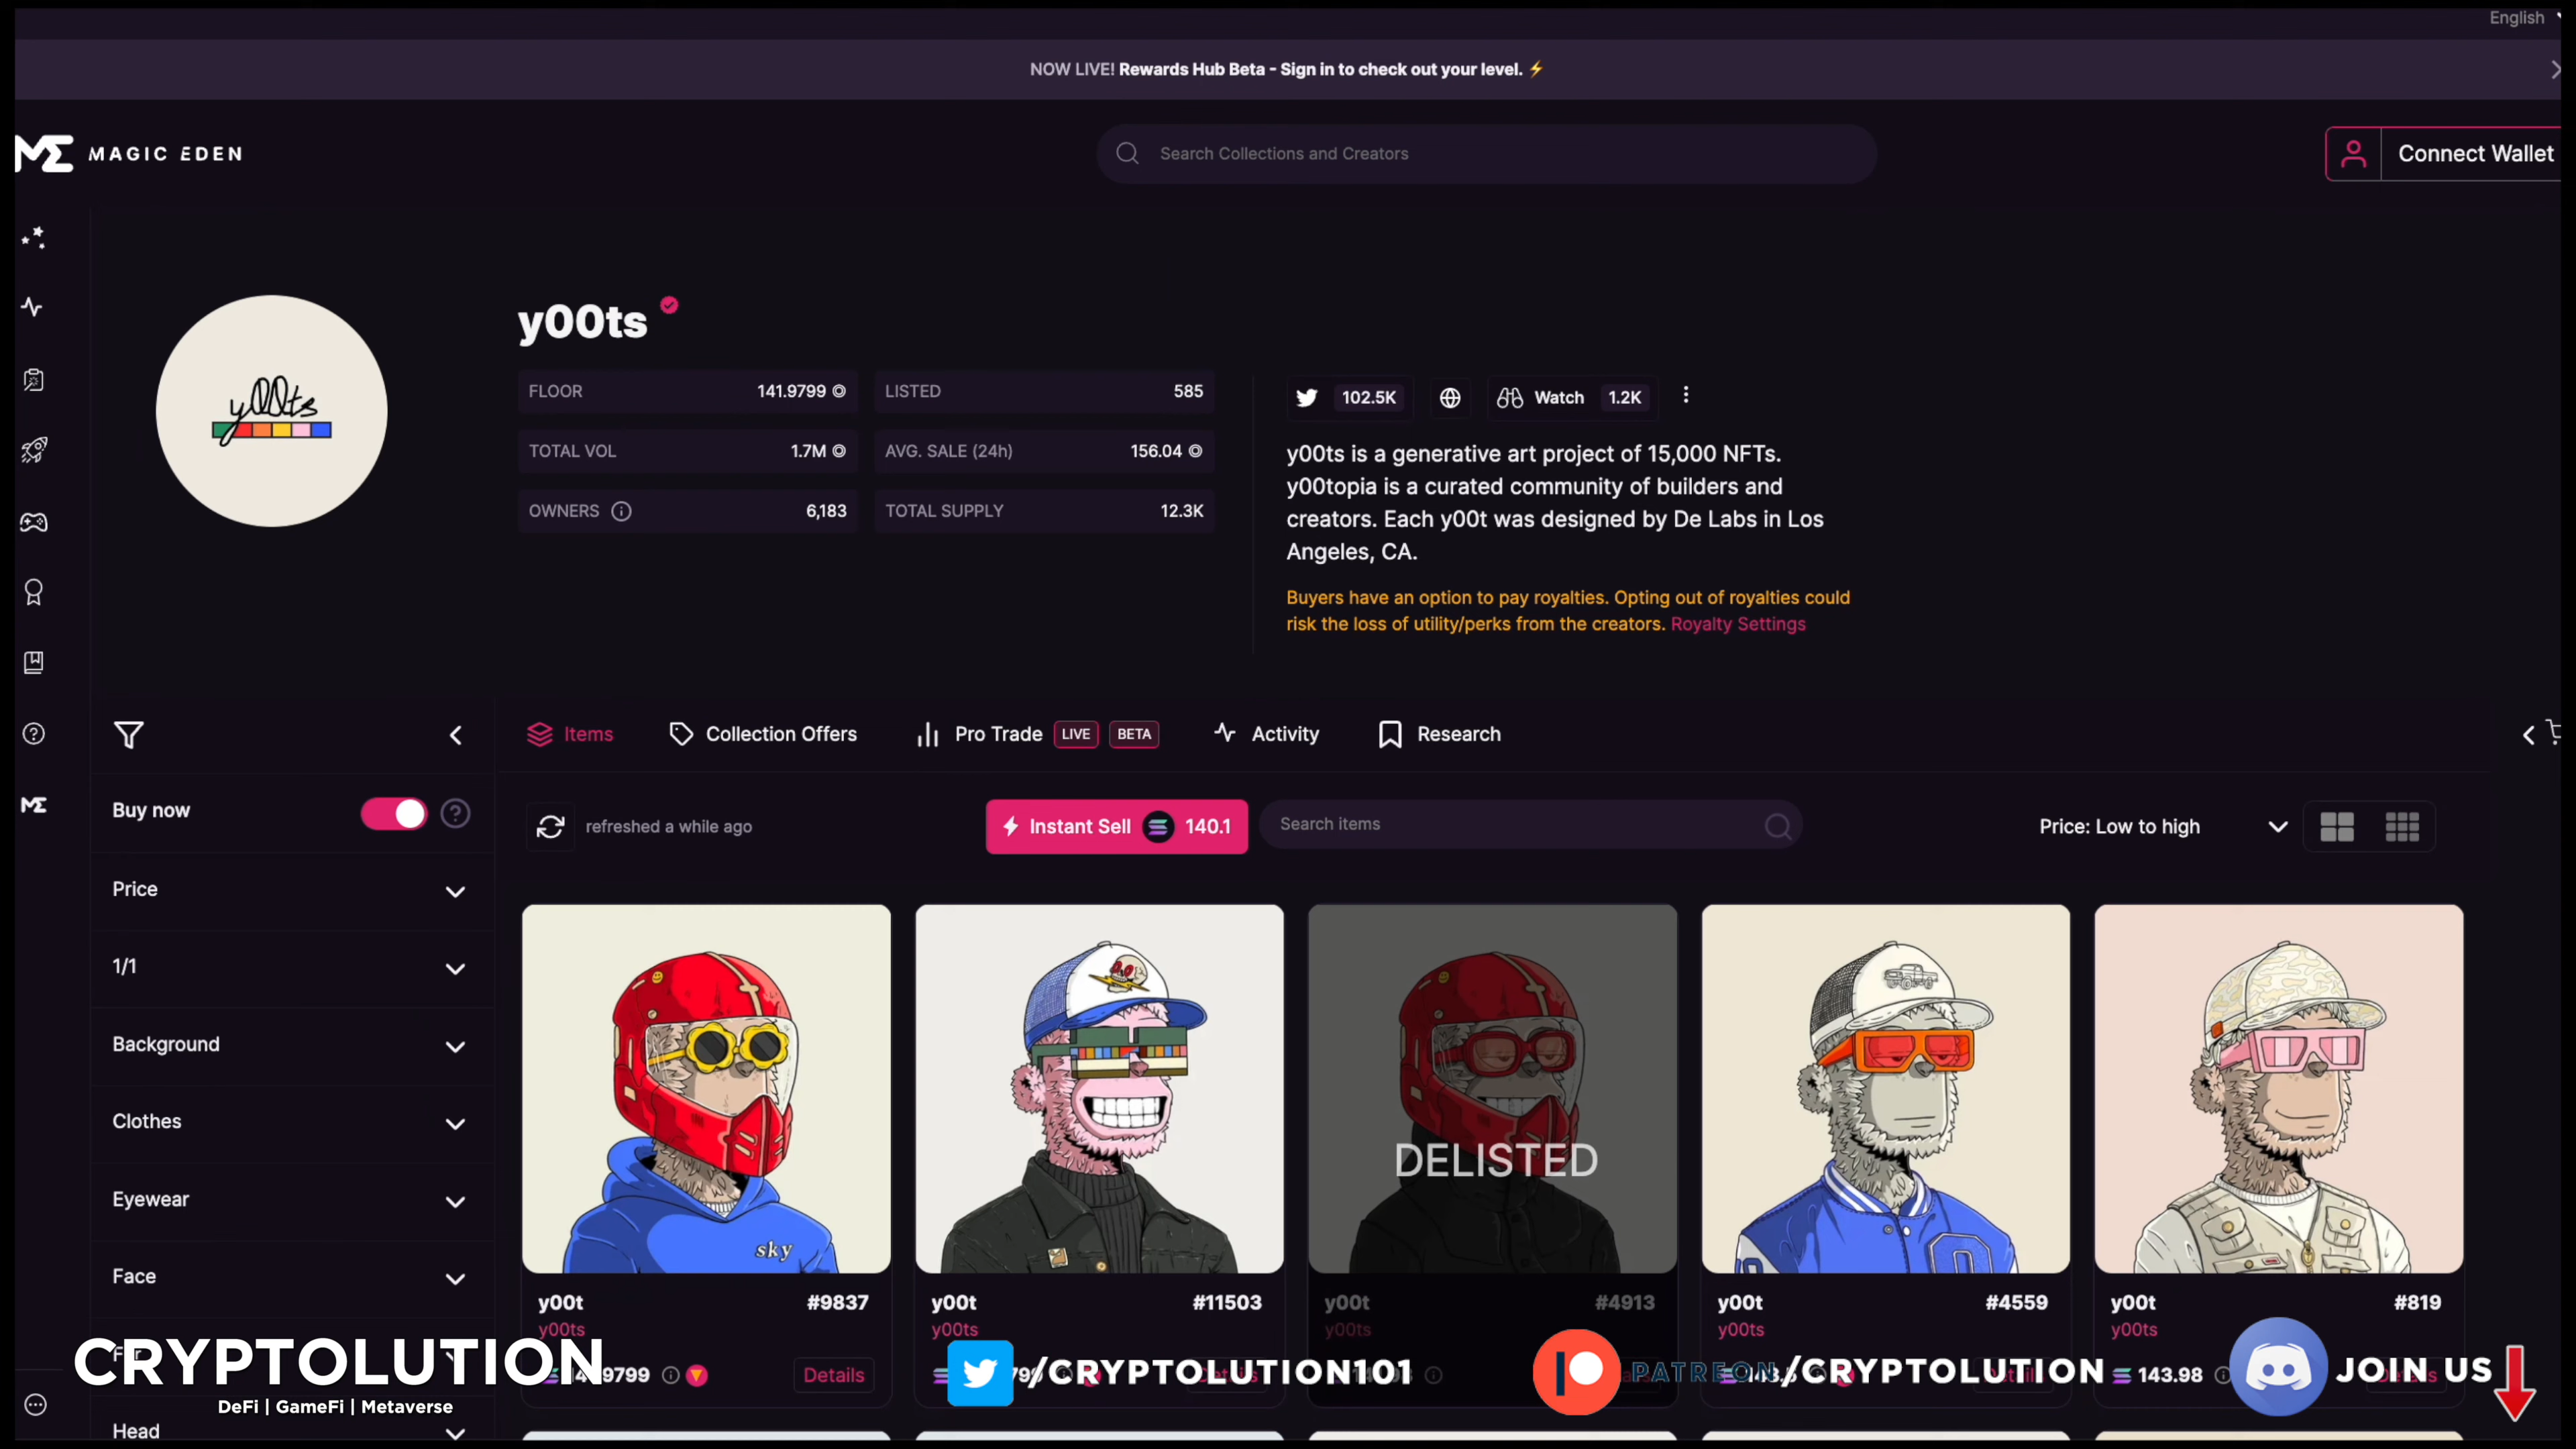 English
NOW LIVE! Rewards Hub Beta - Sign in to check out your level. ⚡
MAGIC EDEN
Search Collections and Creators
Connect Wallet
y00ts
y00ts
FLOOR 141.9799
LISTED 585
TOTAL VOL 1.7M
AVG. SALE (24h) 156.04
OWNERS 6,183
TOTAL SUPPLY 12.3K
102.5K
Watch 1.2K
y00ts is a generative art project of 15,000 NFTs.
y00topia is a curated community of builders and
creators. Each y00t was designed by De Labs in Los
Angeles, CA.
Buyers have an option to pay royalties. Opting out of royalties could
risk the loss of utility/perks from the creators. Royalty Settings
Items Collection Offers Pro Trade LIVE BETA Activity Research
Buy now
Price
1/1
Background
Clothes
Eyewear
Face
Head
refreshed a while ago
Instant Sell 140.1
Search items
Price: Low to high
sky
DELISTED
y00t #9837
y00ts
Details
y00t #11503
y00ts
y00t #4913
y00ts
y00t #4559
y00ts
y00t #819
y00ts
143.98
CRYPTOLUTION
DeFi | GameFi | Metaverse
/CRYPTOLUTION101
PATREON/CRYPTOLUTION
JOIN US